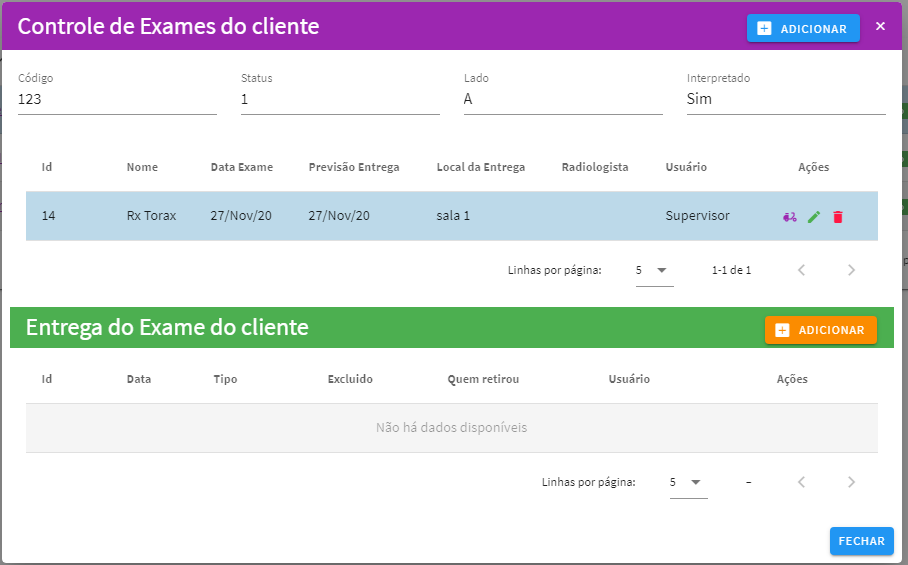 Controle de Exames do cliente
ADICIONAR
Código Status Lado Interpretado
123 1 A Sim
Id Nome Data Exame Previsão Entrega Local da Entrega Radiologista Usuário Ações
14 Rx Torax 27/Nov/20 27/Nov/20 sala 1 Supervisor
Linhas por página: 5 1-1 de 1
Entrega do Exame do cliente
ADICIONAR
Id Data Tipo Excluido Quem retirou Usuário Ações
Não há dados disponíveis
Linhas por página: 5 –
FECHAR